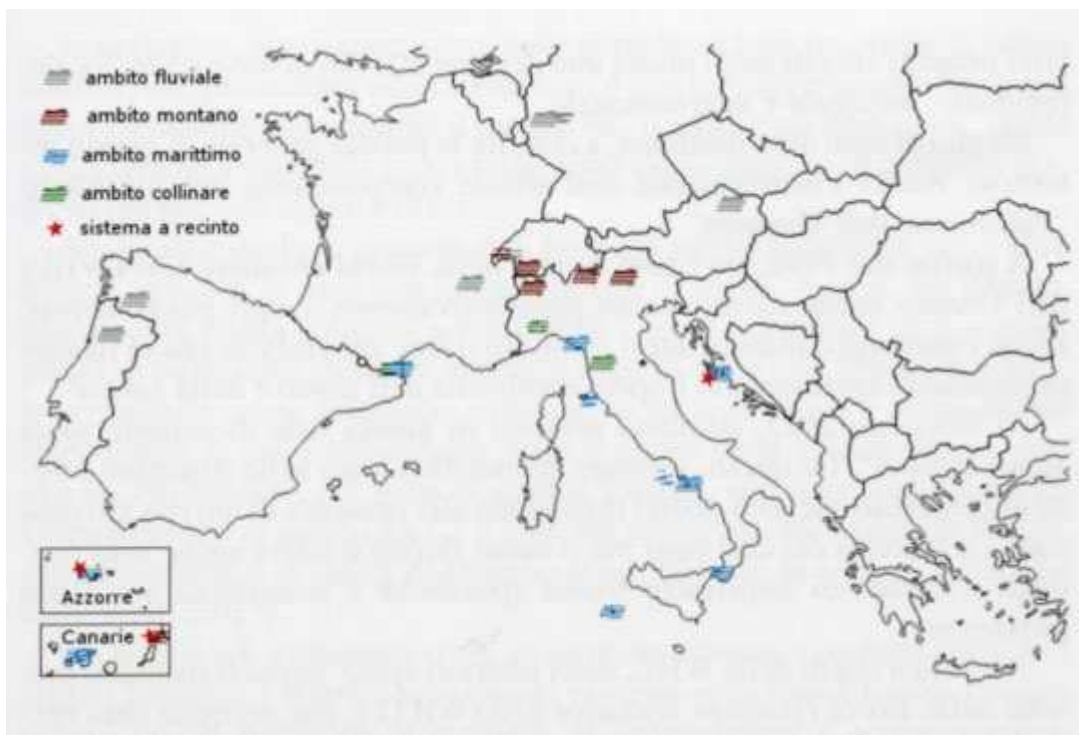 ambito fluviale
ambito montano
ambito marittimo
ambito collinare
sistema a recinto
Azzorre
Canarie